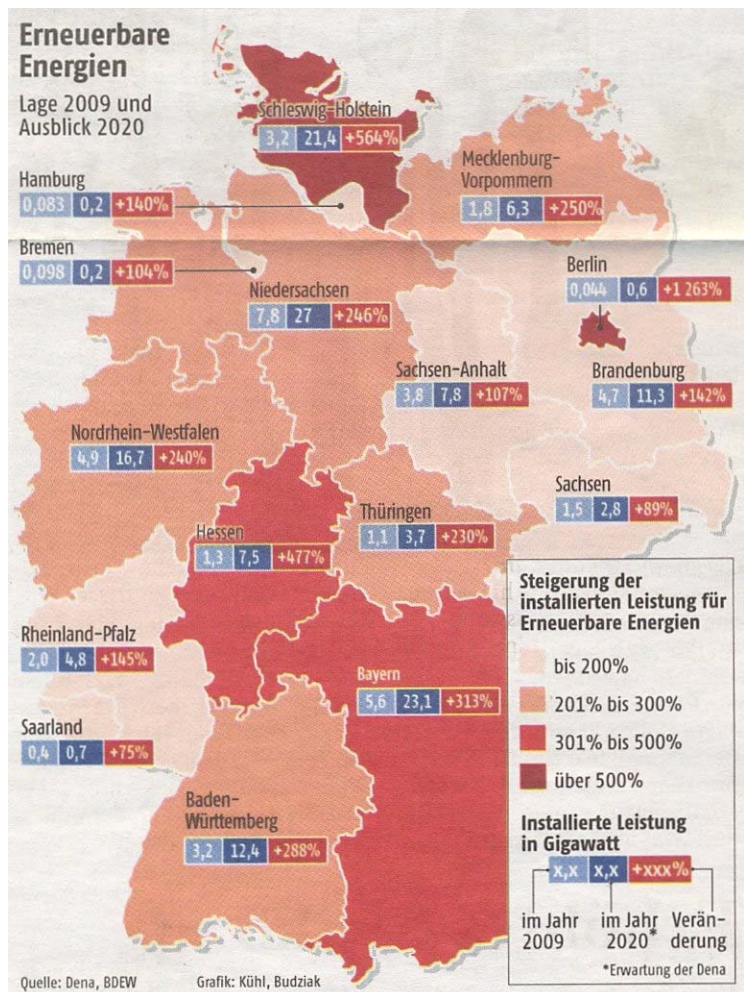 Erneuerbare
Energien
Lage 2009 und
Ausblick 2020
Schleswig-Holstein
3,2 21,4 +564%
Mecklenburg-
Vorpommern
1,8 6,3 +250%
Hamburg
0,083 0,2 +140%
Bremen
0,098 0,2 +104%
Niedersachsen
7,8 27 +246%
Berlin
0,044 0,6 +1 263%
Sachsen-Anhalt
3,8 7,8 +107%
Brandenburg
4,7 11,3 +142%
Nordrhein-Westfalen
4,9 16,7 +240%
Sachsen
1,5 2,8 +89%
Thüringen
1,1 3,7 +230%
Hessen
1,3 7,5 +477%
Rheinland-Pfalz
2,0 4,8 +145%
Bayern
5,6 23,1 +313%
Saarland
0,4 0,7 +75%
Baden-
Württemberg
3,2 12,4 +288%
Steigerung der
installierten Leistung für
Erneuerbare Energien
bis 200%
201% bis 300%
301% bis 500%
über 500%
Installierte Leistung
in Gigawatt
x,x x,x +xxx%
im Jahr
2009
im Jahr
2020*
Verän-
derung
*Erwartung der Dena
Quelle: Dena, BDEW
Grafik: Kühl, Budziak